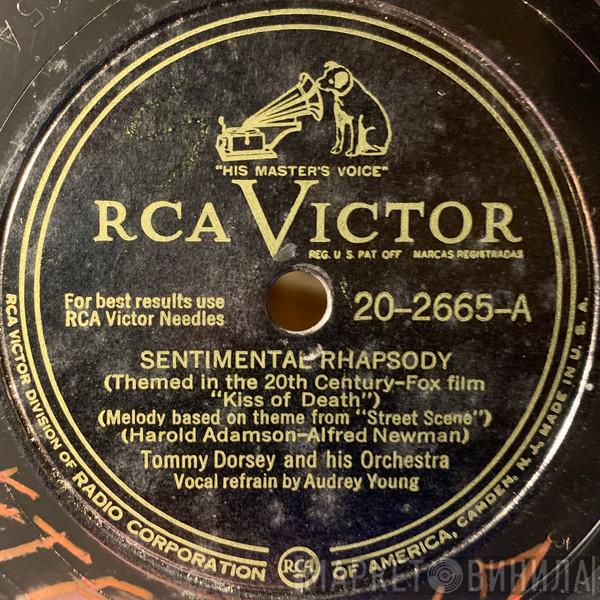 "HIS MASTER'S VOICE"
RCA VICTOR
REG. U S. PAT OFF MARCAS REGISTRADAS
For best results use
RCA Victor Needles
20-2665-A
SENTIMENTAL RHAPSODY
(Themed in the 20th Century-Fox film
"Kiss of Death")
(Melody based on theme from "Street Scene")
(Harold Adamson-Alfred Newman)
Tommy Dorsey and his Orchestra
Vocal refrain by Audrey Young
RCA VICTOR DIVISION OF RADIO CORPORATION RCA OF AMERICA, CAMDEN, N. J., MADE IN U. S. A.
МАРКЕТ ВИНИЛА